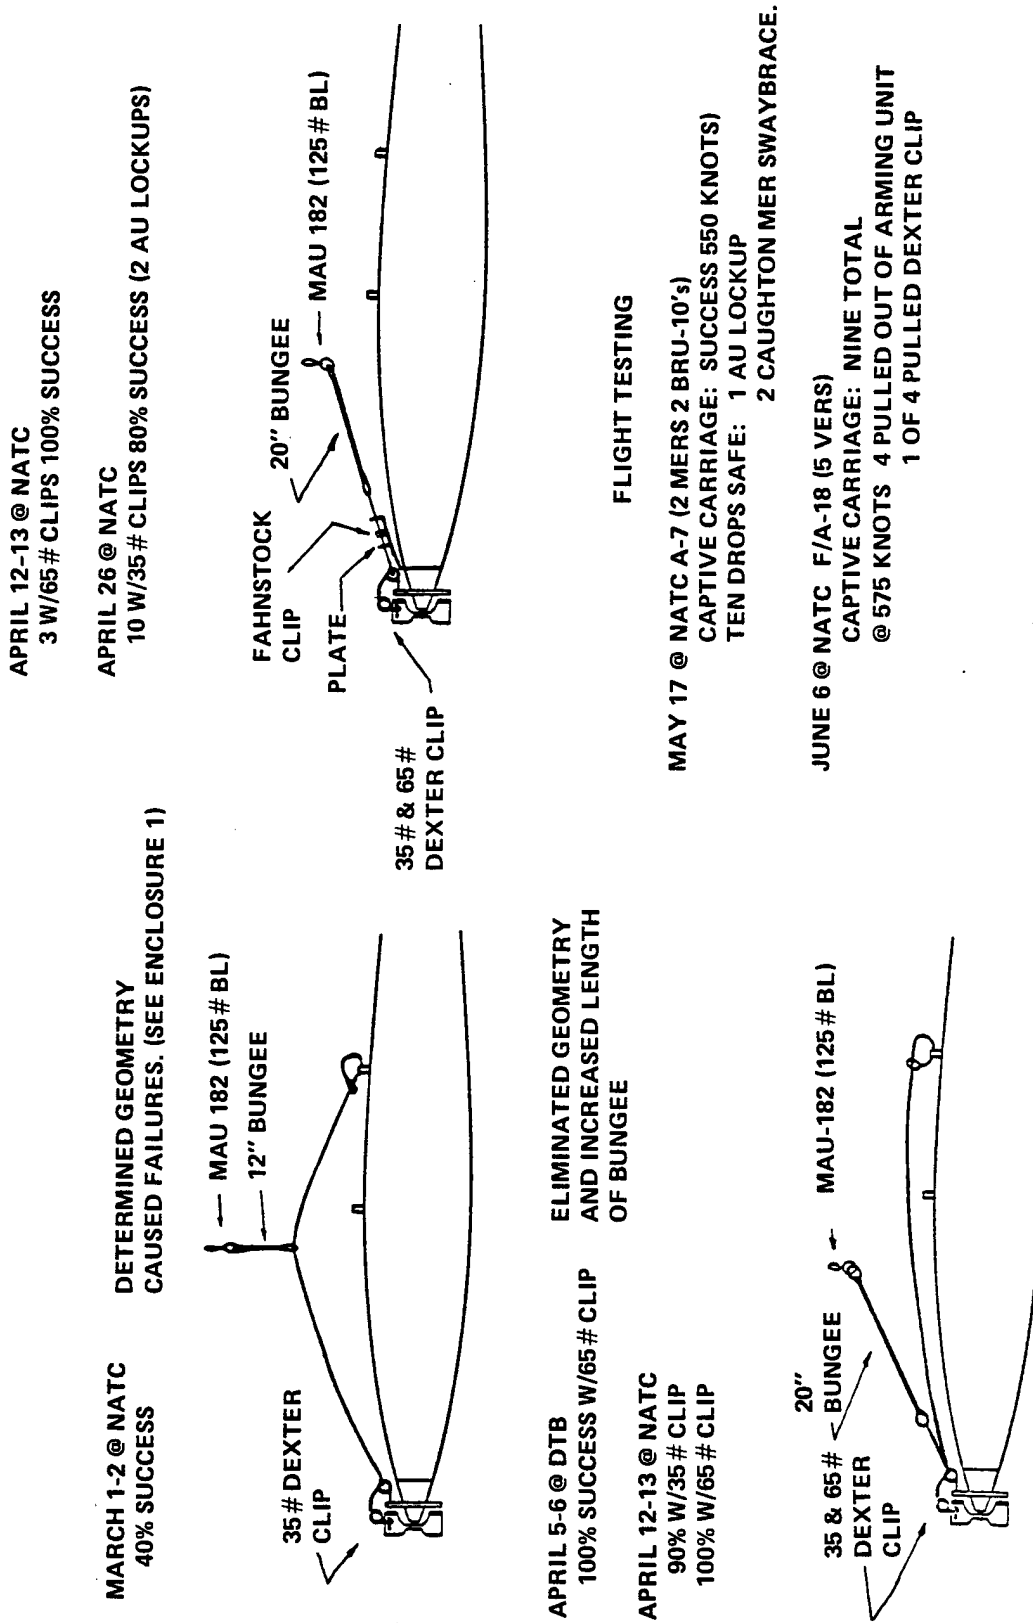 MARCH 1-2 @ NATC
40% SUCCESS
DETERMINED GEOMETRY
CAUSED FAILURES. (SEE ENCLOSURE 1)
MAU 182 (125# BL)
12" BUNGEE
35# DEXTER
CLIP
APRIL 5-6 @ DTB
100% SUCCESS W/65# CLIP
APRIL 12-13 @ NATC
90% W/35# CLIP
100% W/65# CLIP
ELIMINATED GEOMETRY
AND INCREASED LENGTH
OF BUNGEE
35 & 65#
DEXTER
CLIP
20"
BUNGEE
MAU-182 (125# BL)
APRIL 12-13 @ NATC
3 W/65# CLIPS 100% SUCCESS
APRIL 26 @ NATC
10 W/35# CLIPS 80% SUCCESS (2 AU LOCKUPS)
FAHNSTOCK
CLIP
20" BUNGEE
MAU 182 (125# BL)
PLATE
35# & 65#
DEXTER CLIP
FLIGHT TESTING
MAY 17 @ NATC A-7 (2 MERS 2 BRU-10's)
CAPTIVE CARRIAGE: SUCCESS 550 KNOTS)
TEN DROPS SAFE: 1 AU LOCKUP
2 CAUGHTON MER SWAYBRACE.
JUNE 6 @ NATC F/A-18 (5 VERS)
CAPTIVE CARRIAGE: NINE TOTAL
@ 575 KNOTS 4 PULLED OUT OF ARMING UNIT
1 OF 4 PULLED DEXTER CLIP